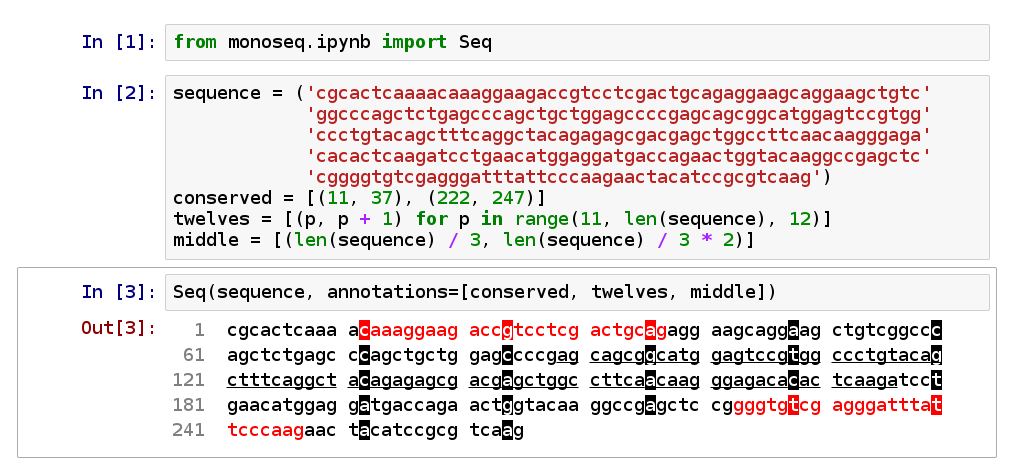 In [1]: from monoseq.ipynb import Seq
In [2]: sequence = ('cgcactcaaaacaaaggaagaccgtcctcgactgcagaggaagcaggaagctgtc'
'ggcccagctctgagcccagctgctggagccccgagcagcggcatggagtccgtgg'
'ccctgtacagctttcaggctacagagagcgacgagctggccttcaacaagggaga'
'cacactcaagatcctgaacatggaggatgaccagaactggtacaaggccgagctc'
'cggggtgtcgagggatttattcccaagaactacatccgcgtcaag')
conserved = [(11, 37), (222, 247)]
twelves = [(p, p + 1) for p in range(11, len(sequence), 12)]
middle = [(len(sequence) / 3, len(sequence) / 3 * 2)]
In [3]: Seq(sequence, annotations=[conserved, twelves, middle])
Out[3]: 1 cgcactcaaa acaaaggaag accgtcctcg actgcagagg aagcaggaag ctgtcggccc
61 agctctgagc ccagctgctg gagccccgag cagcggcatg gagtccgtgg ccctgtacag
121 ctttcaggct acagagagcg acgagctggc cttcaacaag ggagacacac tcaagatcct
181 gaacatggag gatgaccaga actggtacaa ggccgagctc cggggtgtcg agggatttat
241 tcccaagaac tacatccgcg tcaag